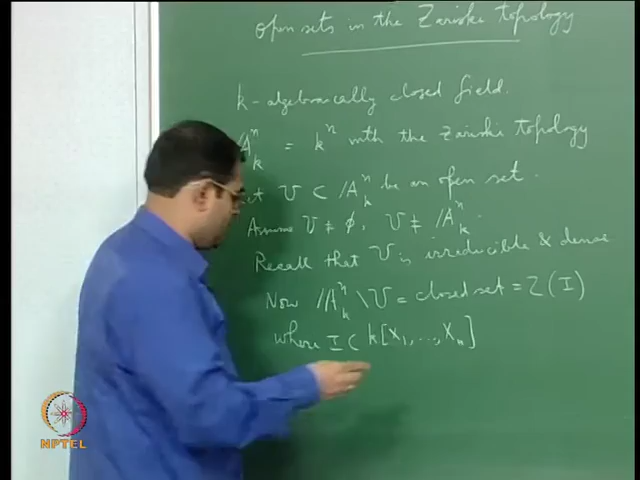 open sets in the Zariski topology
k - algebraically closed field.
𝔸ⁿₖ = kⁿ with the Zariski topology
U ⊂ 𝔸ⁿₖ be an open set.
Assume U ≠ ϕ, U ≠ 𝔸ⁿₖ.
Recall that U is irreducible & dense
Now 𝔸ⁿₖ \ U = closed set = Z(I)
where I ⊂ k[X₁,..., Xₙ]
NPTEL